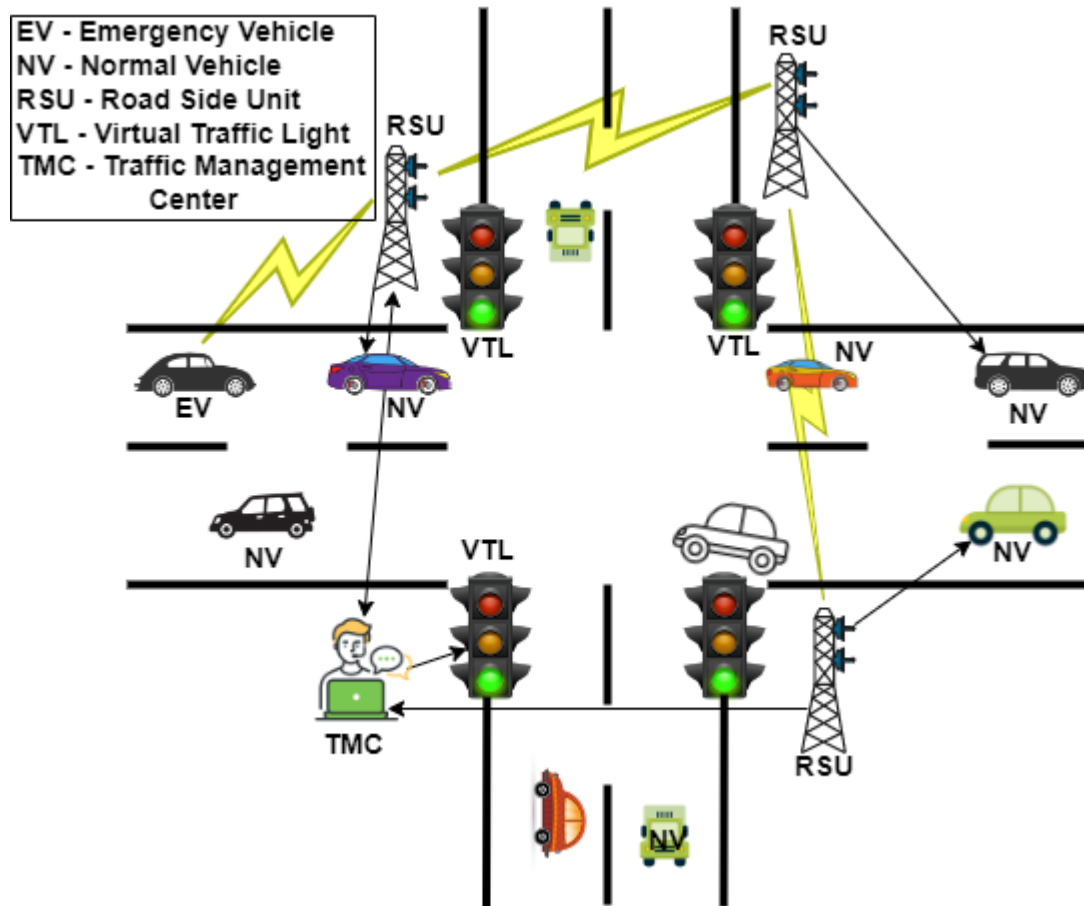 EV - Emergency Vehicle
NV - Normal Vehicle
RSU - Road Side Unit
VTL - Virtual Traffic Light
TMC - Traffic Management
Center
RSU
RSU
VTL
VTL
NV
EV
NV
NV
NV
VTL
NV
TMC
RSU
NV